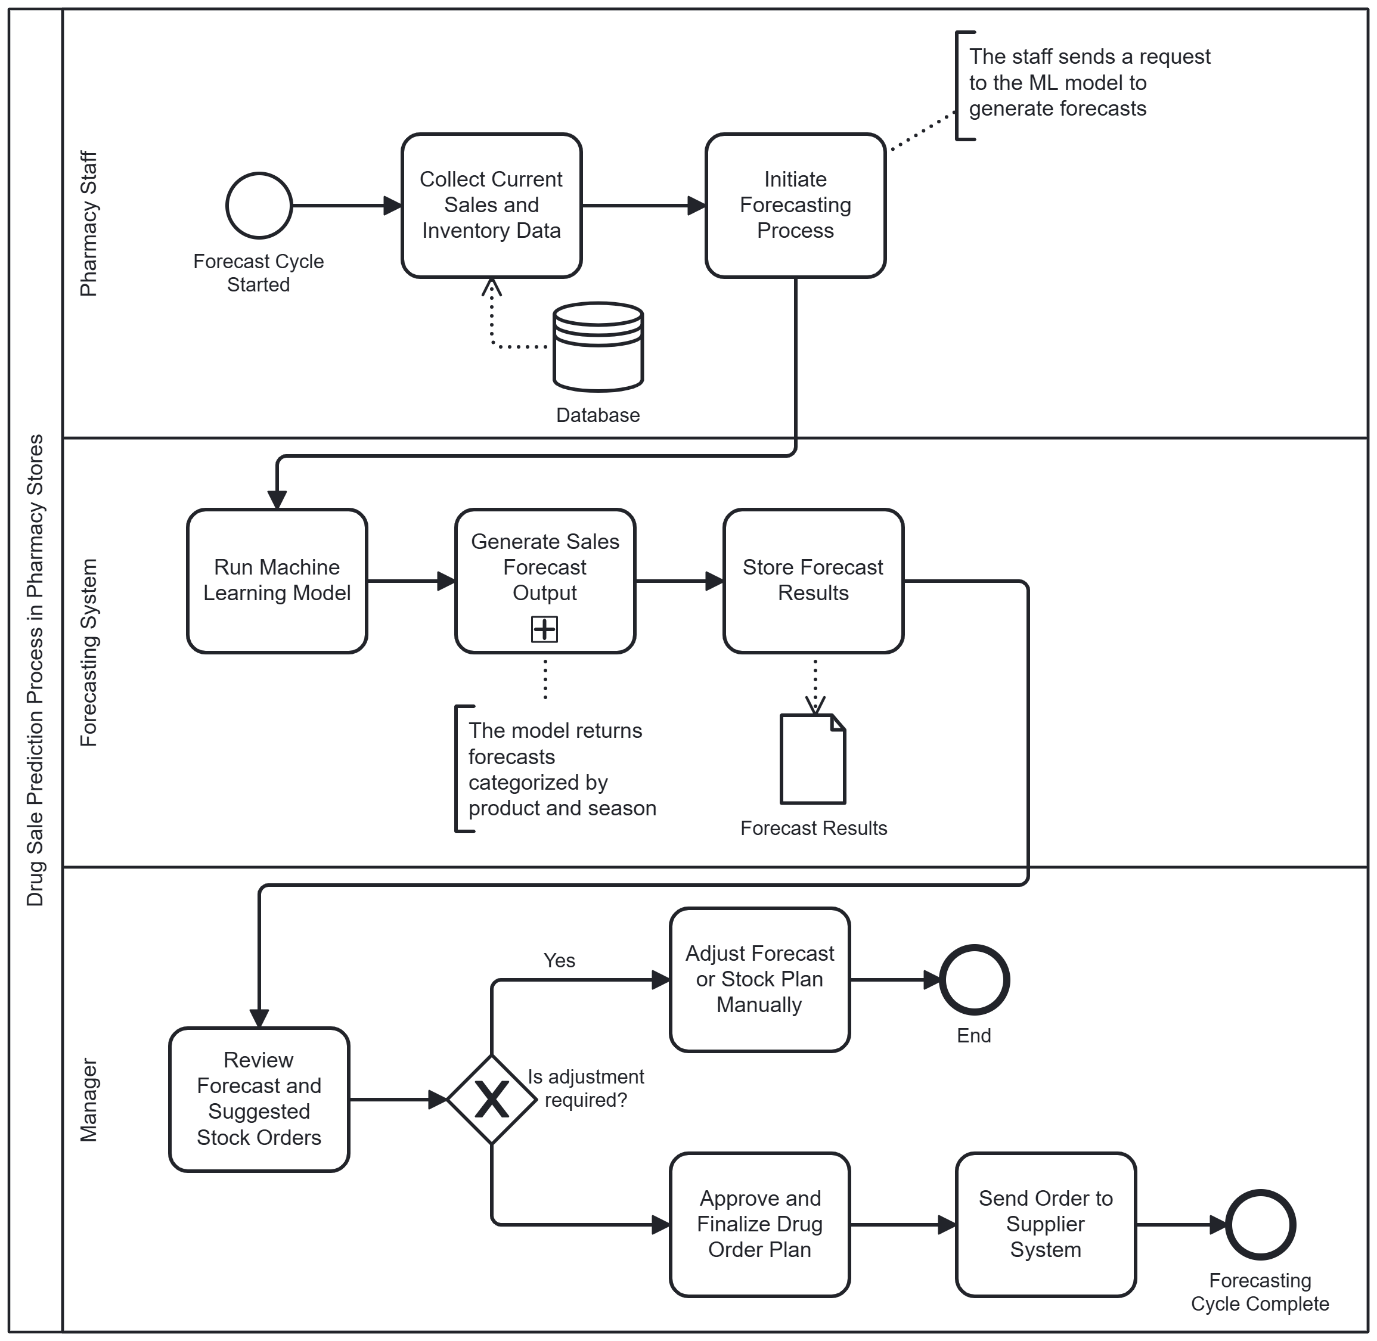 Drug Sale Prediction Process in Pharmacy Stores
Pharmacy Staff
The staff sends a request
to the ML model to
generate forecasts
Forecast Cycle
Started
Collect Current
Sales and
Inventory Data
Initiate
Forecasting
Process
Database
Forecasting System
Run Machine
Learning Model
Generate Sales
Forecast
Output
Store Forecast
Results
The model returns
forecasts
categorized by
product and season
Forecast Results
Manager
Review
Forecast and
Suggested
Stock Orders
Is adjustment
required?
Yes
Adjust Forecast
or Stock Plan
Manually
End
Approve and
Finalize Drug
Order Plan
Send Order to
Supplier
System
Forecasting
Cycle Complete